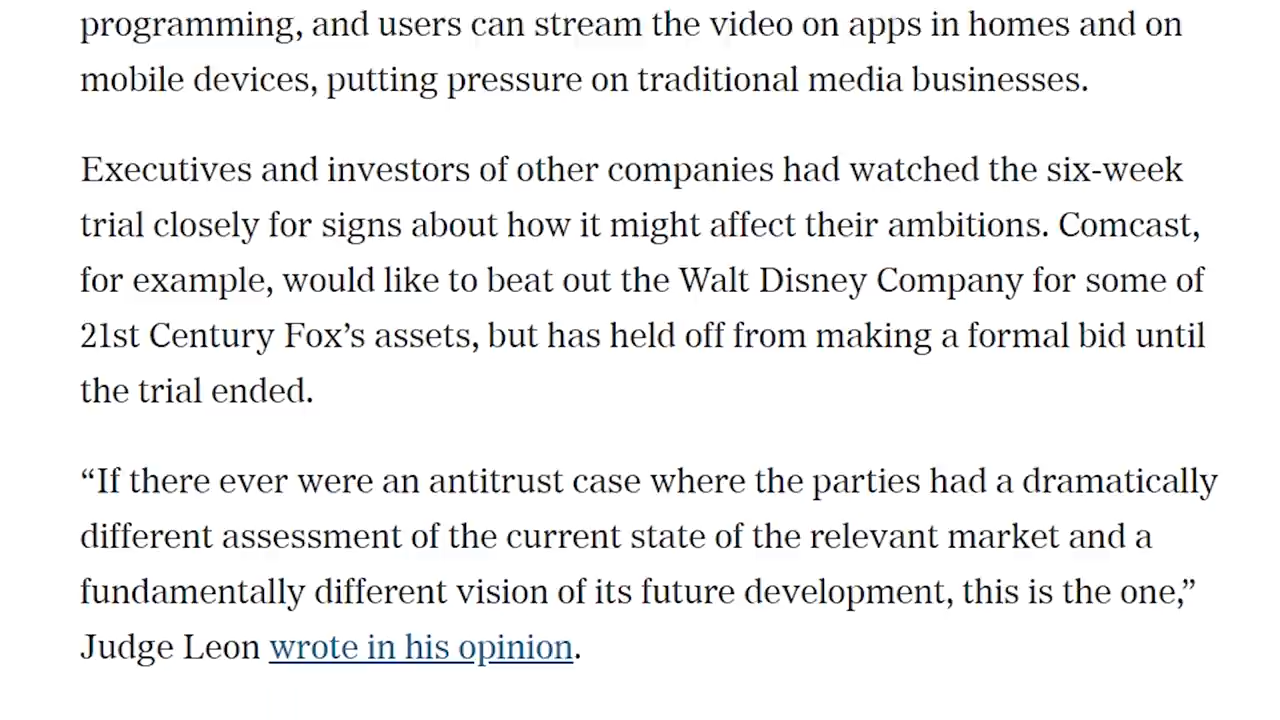 programming, and users can stream the video on apps in homes and on
mobile devices, putting pressure on traditional media businesses.
Executives and investors of other companies had watched the six-week
trial closely for signs about how it might affect their ambitions. Comcast,
for example, would like to beat out the Walt Disney Company for some of
21st Century Fox’s assets, but has held off from making a formal bid until
the trial ended.
“If there ever were an antitrust case where the parties had a dramatically
different assessment of the current state of the relevant market and a
fundamentally different vision of its future development, this is the one,”
Judge Leon wrote in his opinion.